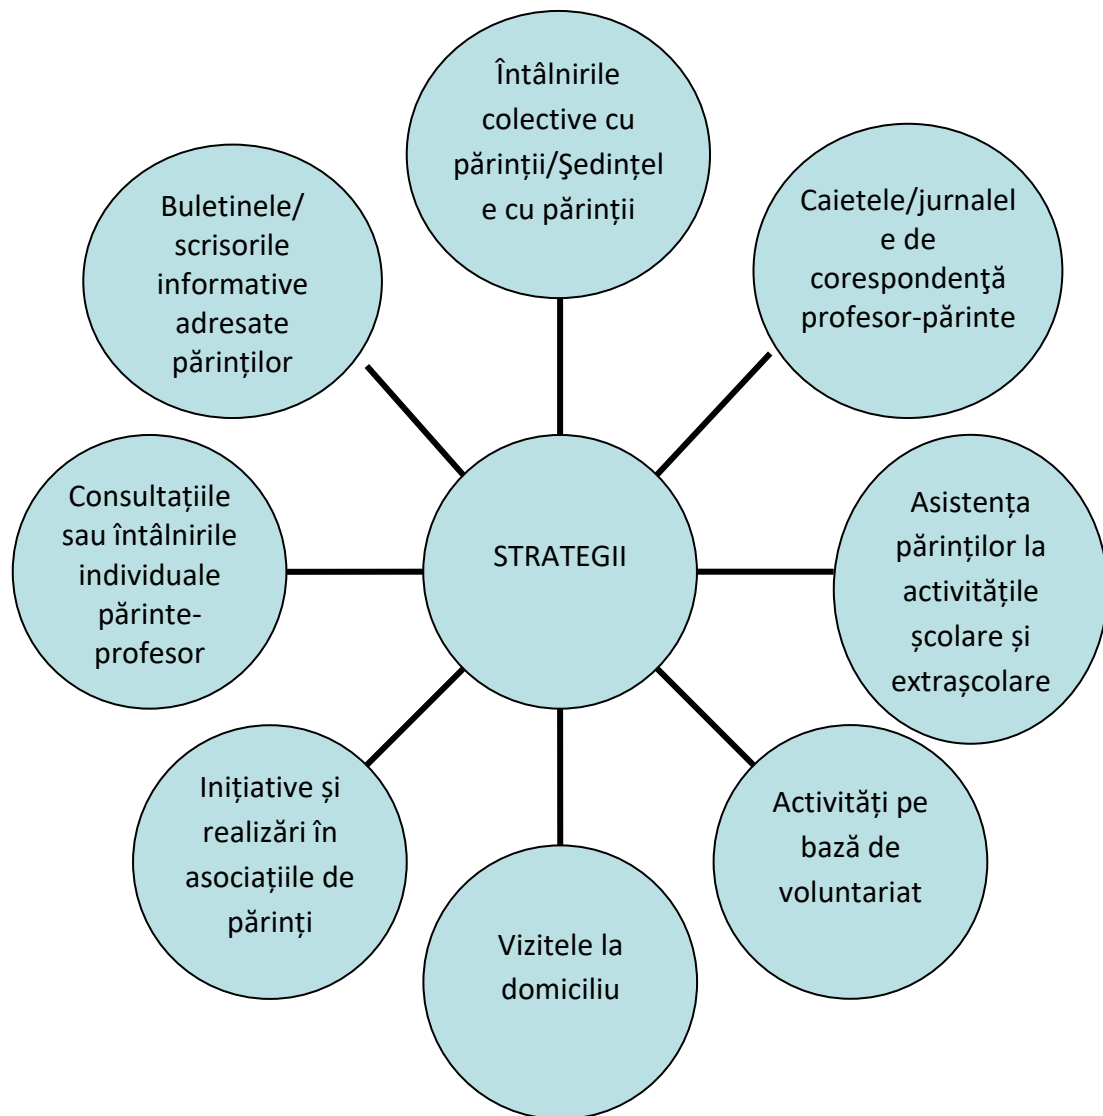 Întâlnirile
colective cu
părinții/Şedințel
e cu părinții
Caietele/jurnalel
e de
corespondenţă
profesor-părinte
Asistența
părinților la
activitățile
școlare și
extrașcolare
Activități pe
bază de
voluntariat
Vizitele la
domiciliu
Inițiative și
realizări în
asociațiile de
părinți
Consultațiile
sau întâlnirile
individuale
părinte-
profesor
Buletinele/
scrisorile
informative
adresate
părinților
STRATEGII